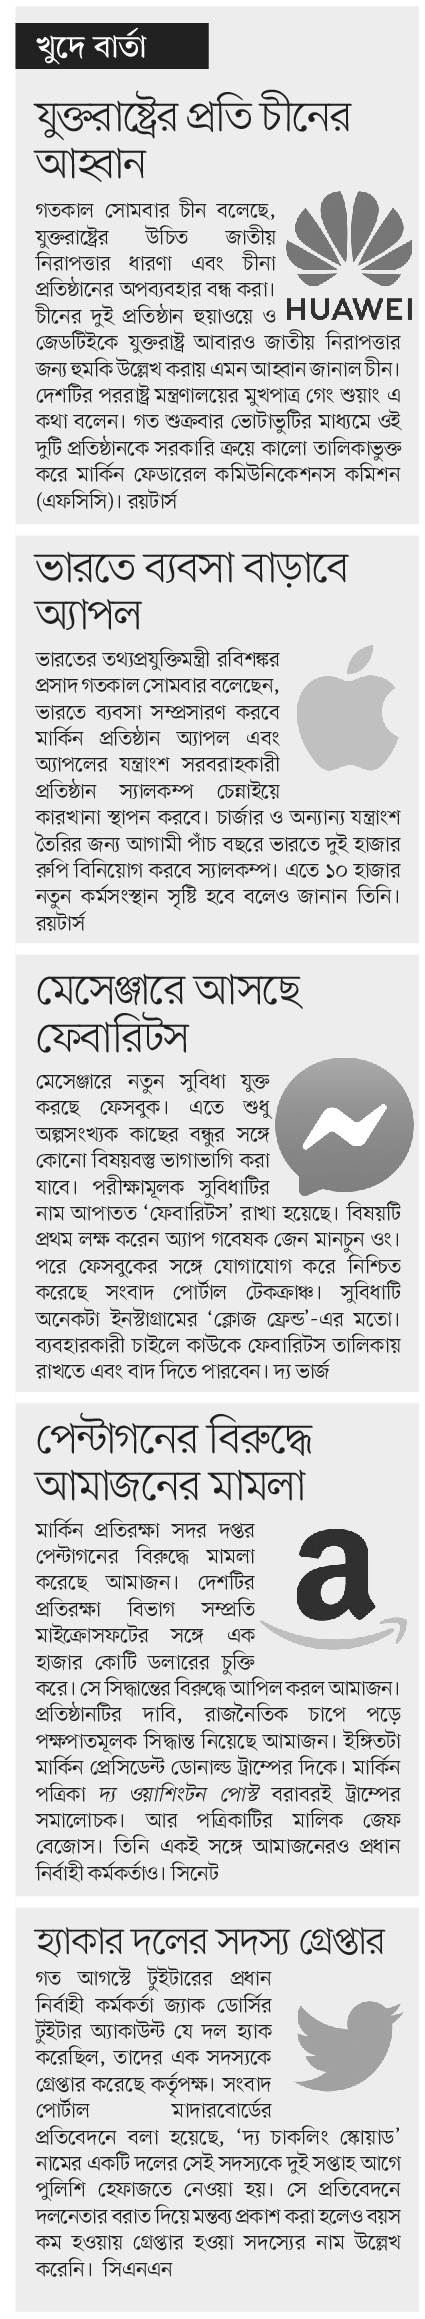 খুদে বার্তা
যুক্তরাষ্ট্রের প্রতি চীনের
আহ্বান
গতকাল সোমবার চীন বলেছে,
যুক্তরাষ্ট্রের উচিত জাতীয়
নিরাপত্তার ধারণা এবং চীনা
প্রতিষ্ঠানের অপব্যবহার বন্ধ করা।
HUAWEI
চীনের দুই প্রতিষ্ঠান হুয়াওয়ে ও
জেডটিইকে যুক্তরাষ্ট্র আবারও জাতীয় নিরাপত্তার
জন্য হুমকি উল্লেখ করায় এমন আহ্বান জানাল চীন।
দেশটির পররাষ্ট্র মন্ত্রণালয়ের মুখপাত্র গেং শুয়াং এ
কথা বলেন। গত শুক্রবার ভোটাভুটির মাধ্যমে ওই
দুটি প্রতিষ্ঠানকে সরকারি ক্রয়ে কালো তালিকাভুক্ত
করে মার্কিন ফেডারেল কমিউনিকেশনস কমিশন
(এফসিসি)। রয়টার্স
ভারতে ব্যবসা বাড়াবে
অ্যাপল
ভারতের তথ্যপ্রযুক্তিমন্ত্রী রবিশঙ্কর
প্রসাদ গতকাল সোমবার বলেছেন,
ভারতে ব্যবসা সম্প্রসারণ করবে
মার্কিন প্রতিষ্ঠান অ্যাপল এবং
অ্যাপলের যন্ত্রাংশ সরবরাহকারী
প্রতিষ্ঠান স্যালকম্প চেন্নাইয়ে
কারখানা স্থাপন করবে। চার্জার ও অন্যান্য যন্ত্রাংশ
তৈরির জন্য আগামী পাঁচ বছরে ভারতে দুই হাজার
রুপি বিনিয়োগ করবে স্যালকম্প। এতে ১০ হাজার
নতুন কর্মসংস্থান সৃষ্টি হবে বলেও জানান তিনি।
রয়টার্স
মেসেঞ্জারে আসছে
ফেবারিটস
মেসেঞ্জারে নতুন সুবিধা যুক্ত
করছে ফেসবুক। এতে শুধু
অল্পসংখ্যক কাছের বন্ধুর সঙ্গে
কোনো বিষয়বস্তু ভাগাভাগি করা
যাবে। পরীক্ষামূলক সুবিধাটির
নাম আপাতত ‘ফেবারিটস’ রাখা হয়েছে। বিষয়টি
প্রথম লক্ষ করেন অ্যাপ গবেষক জেন মানচুন ওং।
পরে ফেসবুকের সঙ্গে যোগাযোগ করে নিশ্চিত
করেছে সংবাদ পোর্টাল টেকক্রাঞ্চ। সুবিধাটি
অনেকটা ইনস্টাগ্রামের ‘ক্লোজ ফ্রেন্ড’-এর মতো।
ব্যবহারকারী চাইলে কাউকে ফেবারিটস তালিকায়
রাখতে এবং বাদ দিতে পারবেন। দ্য ভার্জ
পেন্টাগনের বিরুদ্ধে
আমাজনের মামলা
মার্কিন প্রতিরক্ষা সদর দপ্তর
পেন্টাগনের বিরুদ্ধে মামলা
করেছে আমাজন। দেশটির
প্রতিরক্ষা বিভাগ সম্প্রতি
মাইক্রোসফটের সঙ্গে এক
হাজার কোটি ডলারের চুক্তি
করে। সে সিদ্ধান্তের বিরুদ্ধে আপিল করল আমাজন।
প্রতিষ্ঠানটির দাবি, রাজনৈতিক চাপে পড়ে
পক্ষপাতমূলক সিদ্ধান্ত নিয়েছে আমাজন। ইঙ্গিতটা
মার্কিন প্রেসিডেন্ট ডোনাল্ড ট্রাম্পের দিকে। মার্কিন
পত্রিকা দ্য ওয়াশিংটন পোস্ট বরাবরই ট্রাম্পের
সমালোচক। আর পত্রিকাটির মালিক জেফ
বেজোস। তিনি একই সঙ্গে আমাজনেরও প্রধান
নির্বাহী কর্মকর্তাও। সিনেট
হ্যাকার দলের সদস্য গ্রেপ্তার
গত আগস্টে টুইটারের প্রধান
নির্বাহী কর্মকর্তা জ্যাক ডোর্সির
টুইটার অ্যাকাউন্ট যে দল হ্যাক
করেছিল, তাদের এক সদস্যকে
গ্রেপ্তার করেছে কর্তৃপক্ষ। সংবাদ
পোর্টাল মাদারবোর্ডের
প্রতিবেদনে বলা হয়েছে, ‘দ্য চাকলিং স্কোয়াড’
নামের একটি দলের সেই সদস্যকে দুই সপ্তাহ আগে
পুলিশি হেফাজতে নেওয়া হয়। সে প্রতিবেদনে
দলনেতার বরাত দিয়ে মন্তব্য প্রকাশ করা হলেও বয়স
কম হওয়ায় গ্রেপ্তার হওয়া সদস্যের নাম উল্লেখ
করেনি। সিএনএন